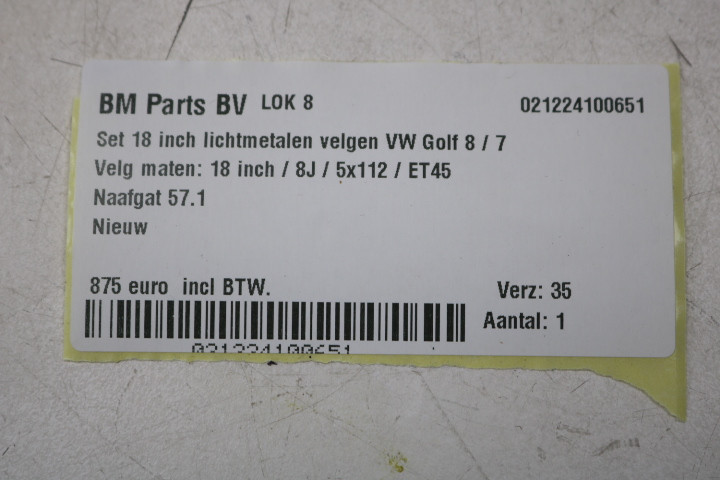 BM Parts BV LOK 8 021224100651
Set 18 inch lichtmetalen velgen VW Golf 8 / 7
Velg maten: 18 inch / 8J / 5x112 / ET45
Naafgat 57.1
Nieuw
875 euro incl BTW. Verz: 35
Aantal: 1
021224100651